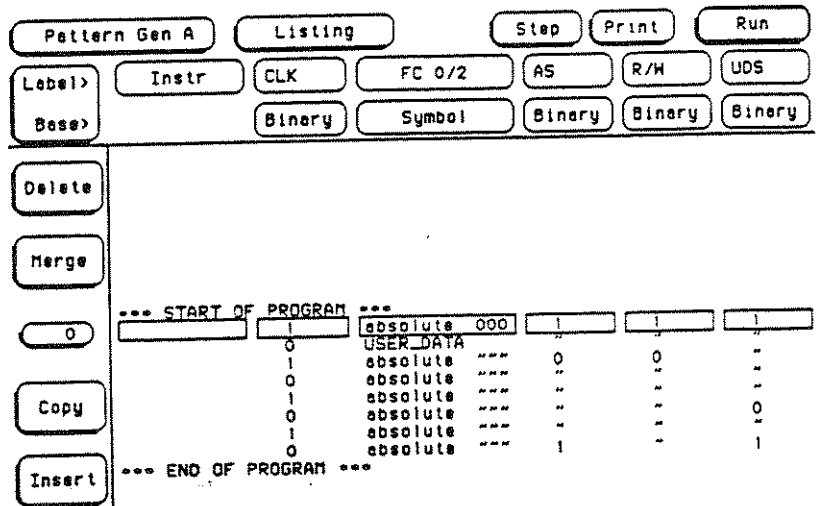 Pattern Gen A Listing Step Print Run
Label> Instr CLK FC 0/2 AS R/W UDS
Base> Binary Symbol Binary Binary Binary
Delete
Merge
*** START OF PROGRAM ***
0 1 absolute 000 1 1 1
0 USER_DATA " " "
1 absolute """ 0 0 "
0 absolute """ " " "
1 absolute """ " " "
Copy 0 absolute """ " " 0
1 absolute """ " " "
0 absolute """ 1 " 1
Insert *** END OF PROGRAM ***